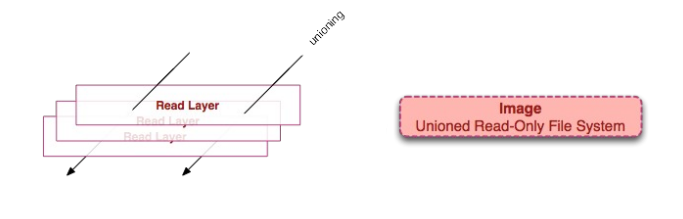 unioning
Read Layer
Read Layer
Read Layer
Image
Unioned Read-Only File System